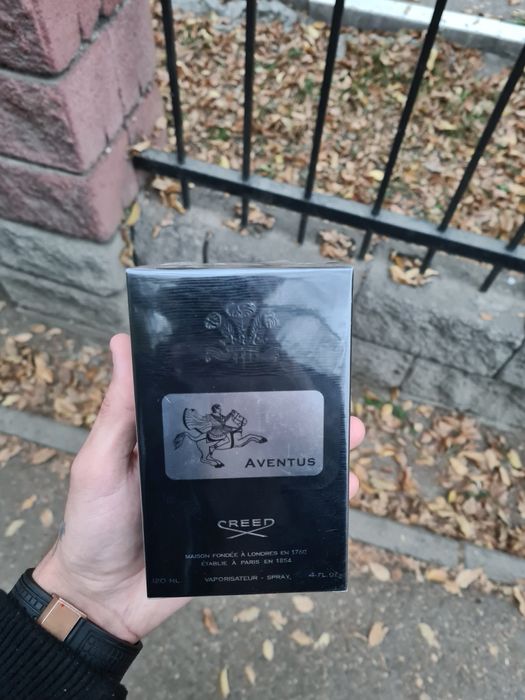 AVENTUS
CREED
MAISON FONDÉE À LONDRES EN 1760
ÉTABLIE À PARIS EN 1854
120 ML VAPORISATEUR - SPRAY, 4 FL.OZ